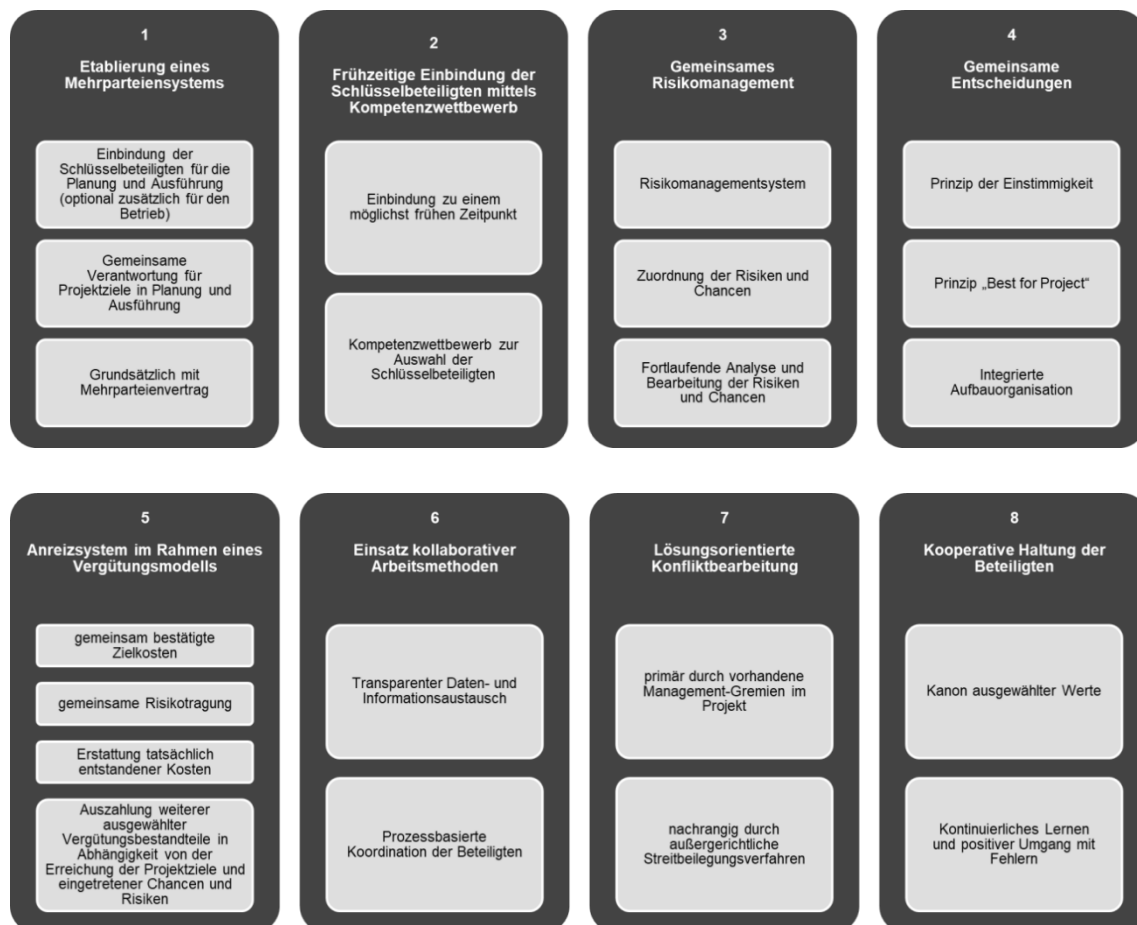 1
Etablierung eines
Mehrparteiensystems
Einbindung der
Schlüsselbeteiligten für die
Planung und Ausführung
(optional zusätzlich für den
Betrieb)
Gemeinsame
Verantwortung für
Projektziele in Planung und
Ausführung
Grundsätzlich mit
Mehrparteienvertrag
2
Frühzeitige Einbindung der
Schlüsselbeteiligten mittels
Kompetenzwettbewerb
Einbindung zu einem
möglichst frühen Zeitpunkt
Kompetenzwettbewerb zur
Auswahl der
Schlüsselbeteiligten
3
Gemeinsames
Risikomanagement
Risikomanagementsystem
Zuordnung der Risiken und
Chancen
Fortlaufende Analyse und
Bearbeitung der Risiken
und Chancen
4
Gemeinsame
Entscheidungen
Prinzip der Einstimmigkeit
Prinzip „Best for Project“
Integrierte
Aufbauorganisation
5
Anreizsystem im Rahmen eines
Vergütungsmodells
gemeinsam bestätigte
Zielkosten
gemeinsame Risikotragung
Erstattung tatsächlich
entstandener Kosten
Auszahlung weiterer
ausgewählter
Vergütungsbestandteile in
Abhängigkeit von der
Erreichung der Projektziele und
eingetretener Chancen und
Risiken
6
Einsatz kollaborativer
Arbeitsmethoden
Transparenter Daten- und
Informationsaustausch
Prozessbasierte
Koordination der Beteiligten
7
Lösungsorientierte
Konfliktbearbeitung
primär durch vorhandene
Management-Gremien im
Projekt
nachrangig durch
außergerichtliche
Streitbeilegungsverfahren
8
Kooperative Haltung der
Beteiligten
Kanon ausgewählter Werte
Kontinuierliches Lernen
und positiver Umgang mit
Fehlern